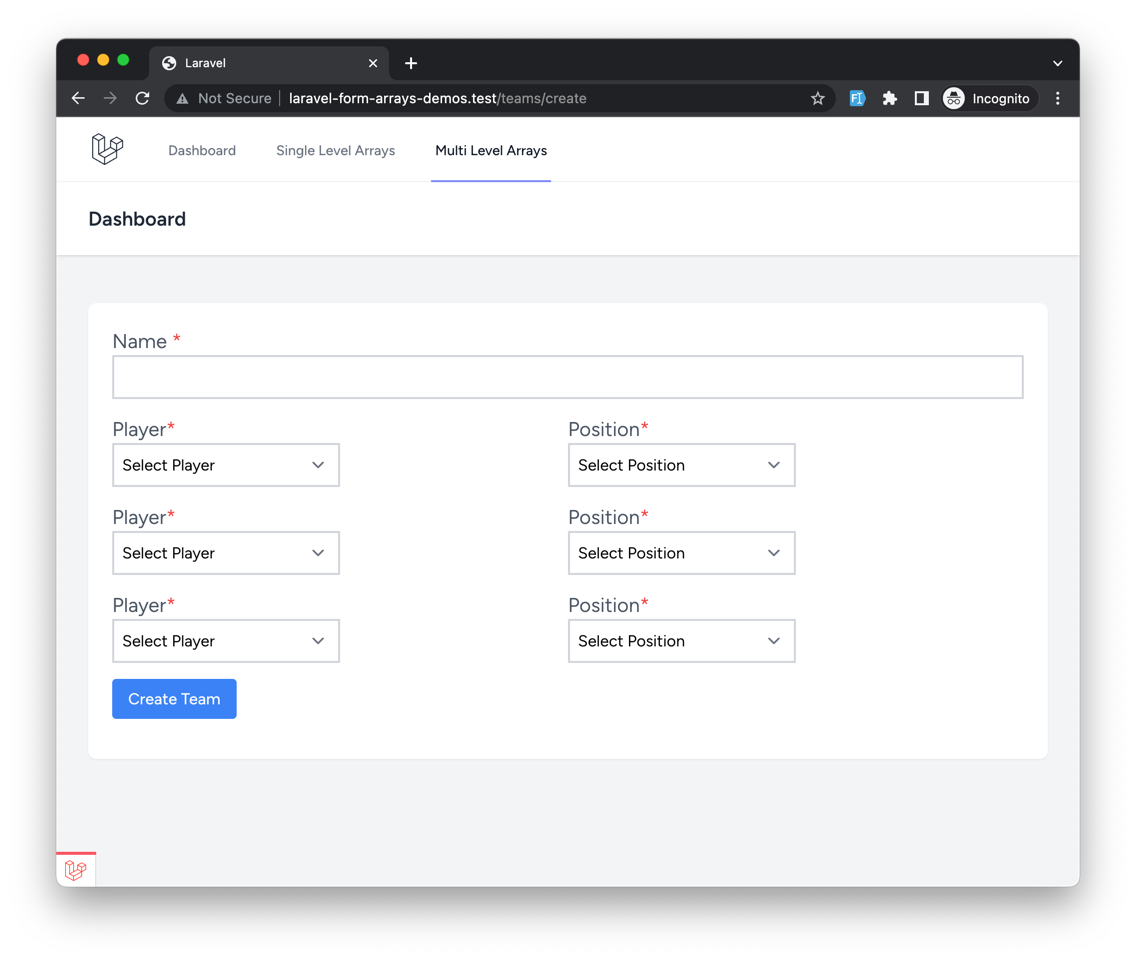 Laravel
Not Secure laravel-form-arrays-demos.test/teams/create Incognito
Dashboard Single Level Arrays Multi Level Arrays
Dashboard
Name *
Player* Position*
Select Player Select Position
Player* Position*
Select Player Select Position
Player* Position*
Select Player Select Position
Create Team